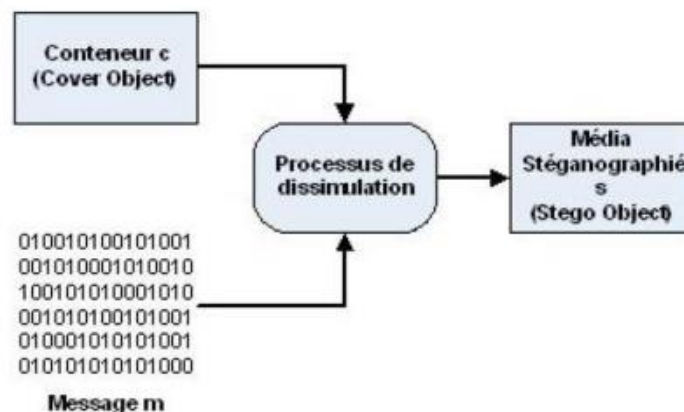 Conteneur c
(Cover Object)
Processus de
dissimulation
Média
Stéganographié
s
(Stego Object)
010010100101001
001010001010010
100101010001010
001010100101001
010001010101001
010101010101000
Message m